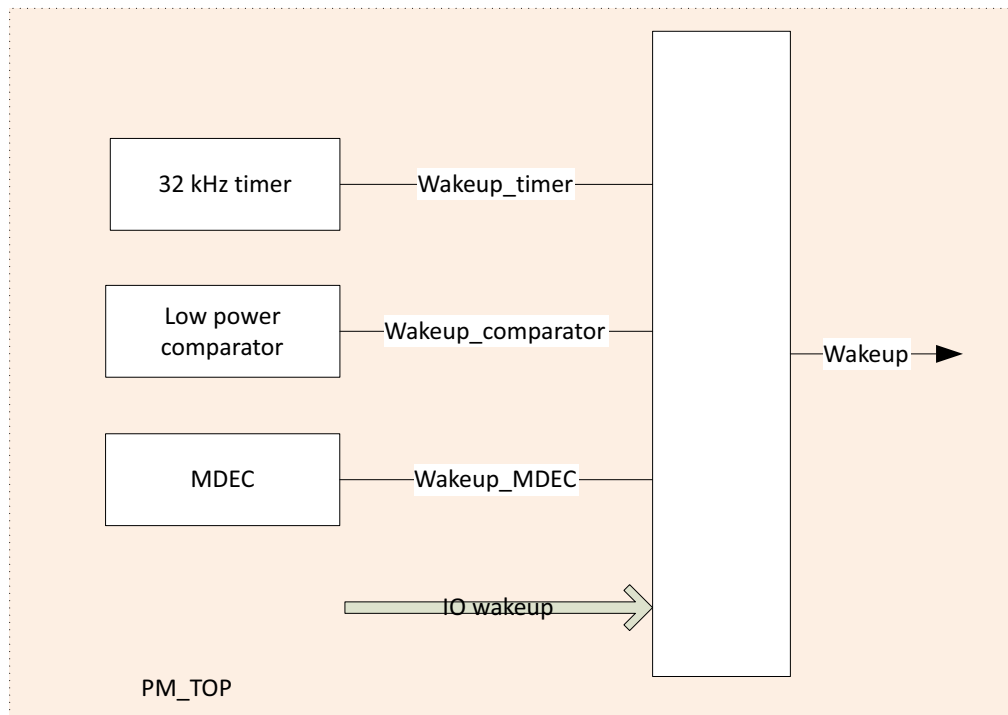 32 kHz timer
Wakeup_timer
Low power
comparator
Wakeup_comparator
Wakeup
MDEC
Wakeup_MDEC
IO wakeup
PM_TOP